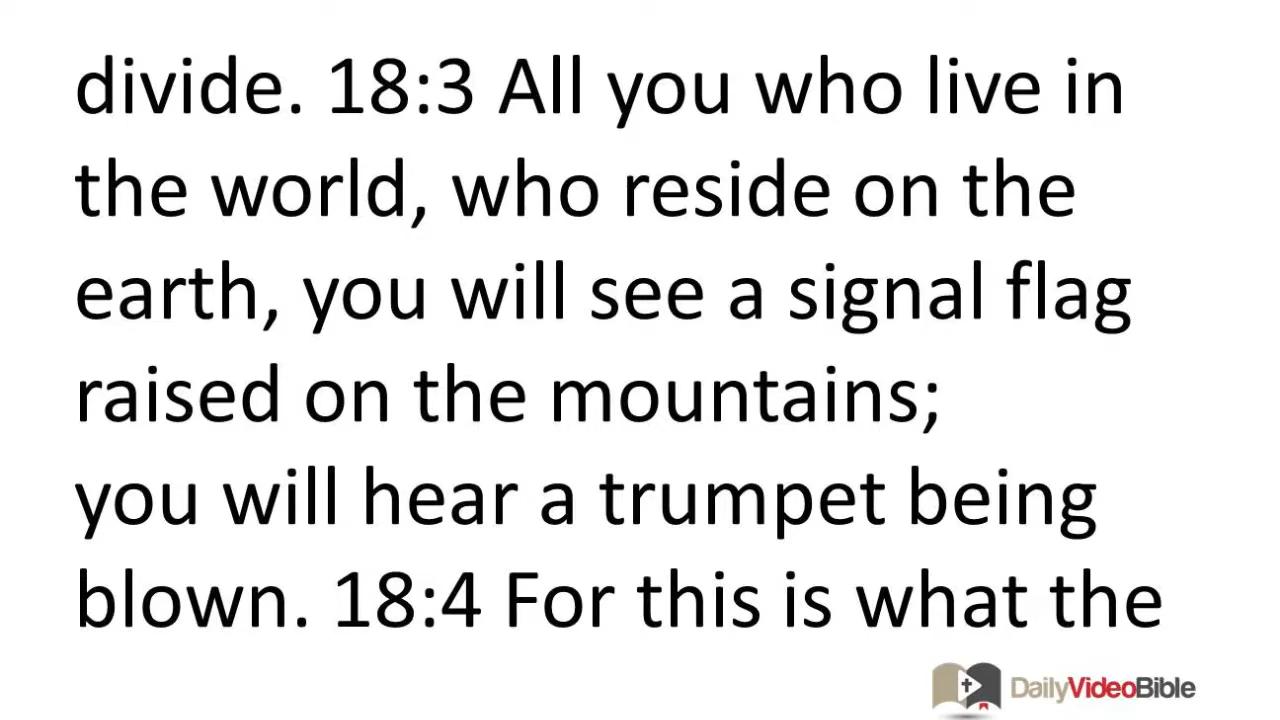 divide. 18:3 All you who live in
the world, who reside on the
earth, you will see a signal flag
raised on the mountains;
you will hear a trumpet being
blown. 18:4 For this is what the
DailyVideoBible